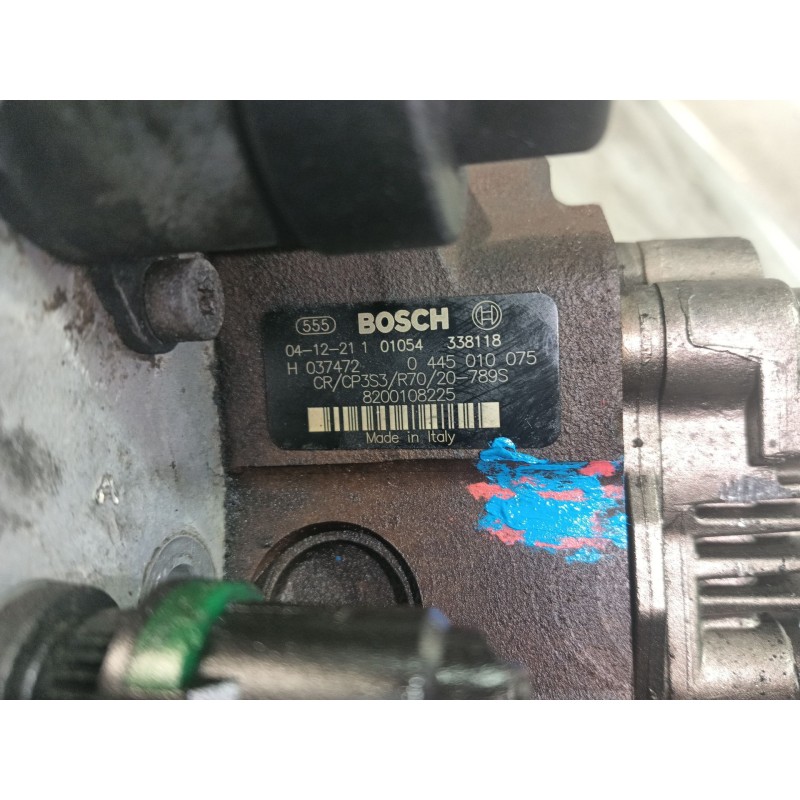 555 BOSCH
04-12-21 1 01054 338118
H 037472 0 445 010 075
CR/CP3S3/R70/20-789S
8200108225
Made in Italy
A